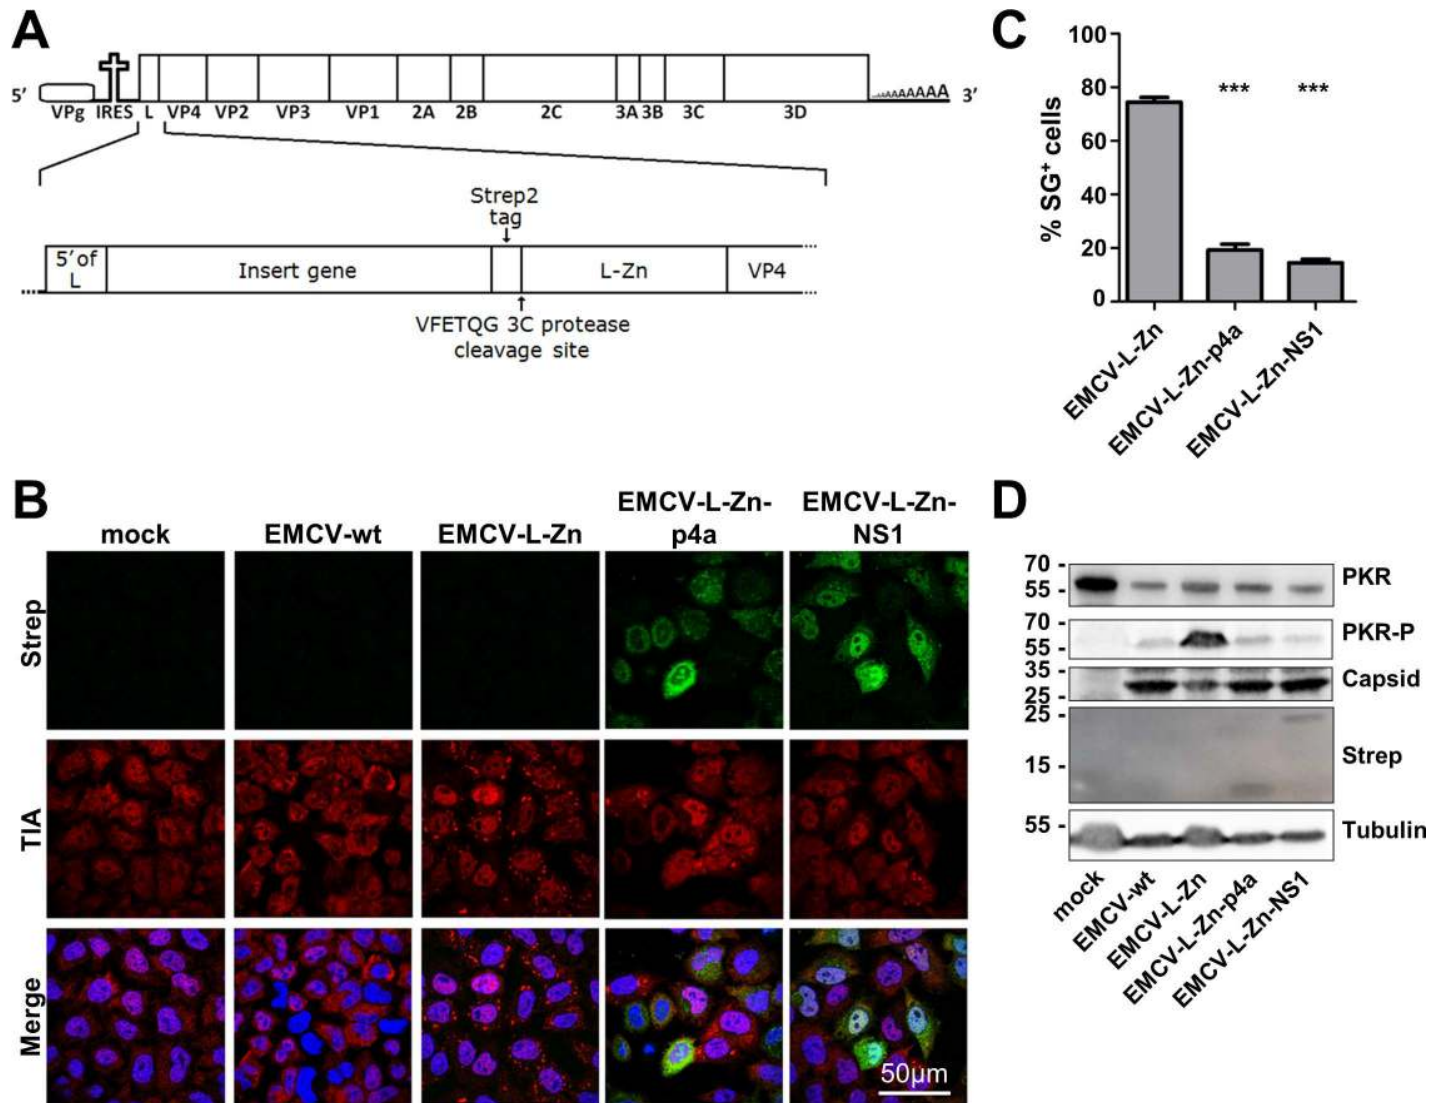 A
5′
VPg IRES L VP4 VP2 VP3 VP1 2A 2B 2C 3A 3B 3C 3D
AAAAAAAAA 3′
Strep2
tag
5′ of
L
Insert gene
L-Zn
VP4
VFETQG 3C protease
cleavage site
C
% SG+ cells
100
80
60
40
20
0
*** ***
EMCV-L-Zn
EMCV-L-Zn-p4a
EMCV-L-Zn-NS1
B
mock
EMCV-wt
EMCV-L-Zn
EMCV-L-Zn-
p4a
EMCV-L-Zn-
NS1
Strep
TIA
Merge
50µm
D
70 -
55 -
PKR
70 -
55 -
PKR-P
35 -
25 -
Capsid
25 -
15 -
Strep
55 -
Tubulin
mock
EMCV-wt
EMCV-L-Zn
EMCV-L-Zn-p4a
EMCV-L-Zn-NS1